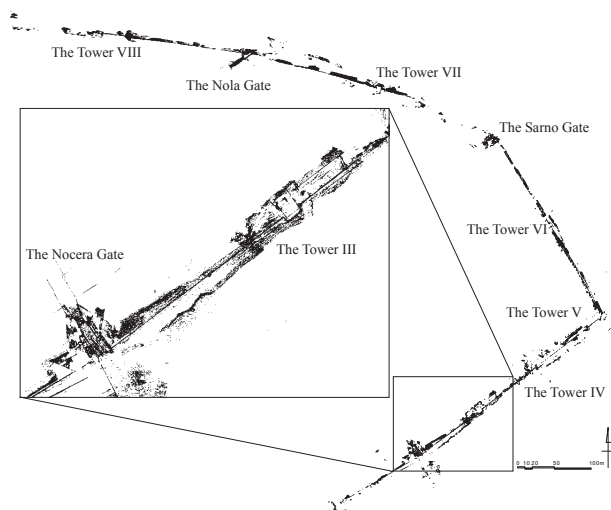 The Tower VIII
The Tower VII
The Nola Gate
The Sarno Gate
The Tower VI
The Nocera Gate
The Tower III
The Tower V
The Tower IV
0 10 20 50 100m